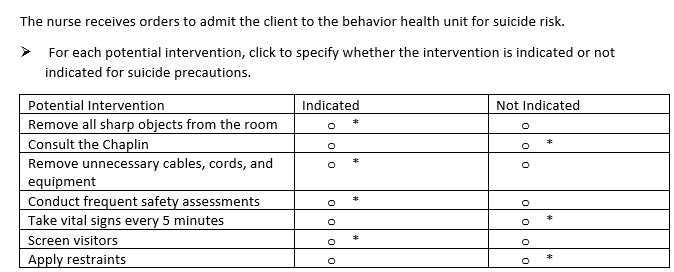 The nurse receives orders to admit the client to the behavior health unit for suicide risk.
➤ For each potential intervention, click to specify whether the intervention is indicated or not
indicated for suicide precautions.
Potential Intervention Indicated Not Indicated
Remove all sharp objects from the room o * o
Consult the Chaplin o o *
Remove unnecessary cables, cords, and o * o
equipment
Conduct frequent safety assessments o * o
Take vital signs every 5 minutes o o *
Screen visitors o * o
Apply restraints o o *